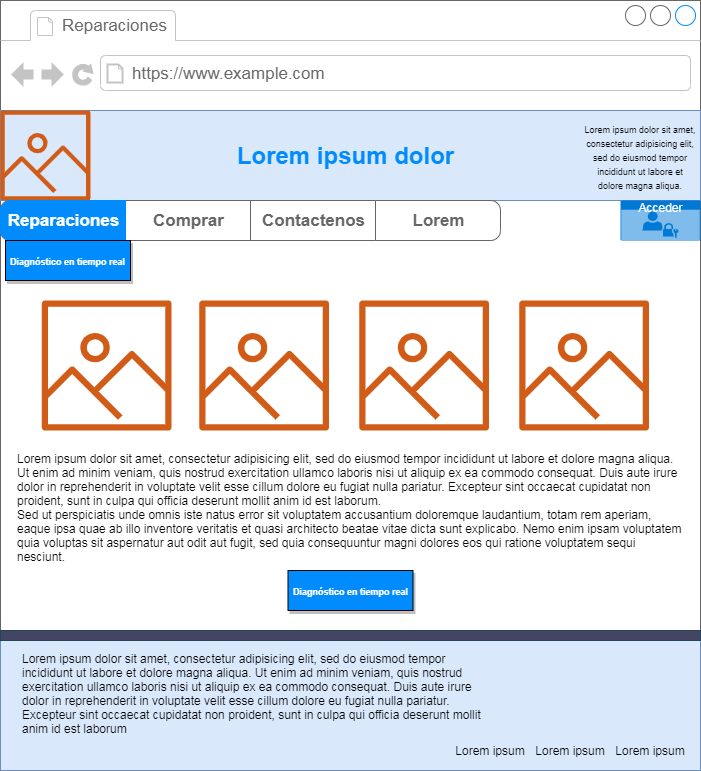 Reparaciones
https://www.example.com
Lorem ipsum dolor
Lorem ipsum dolor sit amet,
consectetur adipisicing elit,
sed do eiusmod tempor
incididunt ut labore et
dolore magna aliqua.
Reparaciones
Comprar
Contactenos
Lorem
Acceder
Diagnóstico en tiempo real
Lorem ipsum dolor sit amet, consectetur adipisicing elit, sed do eiusmod tempor incididunt ut labore et dolore magna aliqua.
Ut enim ad minim veniam, quis nostrud exercitation ullamco laboris nisi ut aliquip ex ea commodo consequat. Duis aute irure
dolor in reprehenderit in voluptate velit esse cillum dolore eu fugiat nulla pariatur. Excepteur sint occaecat cupidatat non
proident, sunt in culpa qui officia deserunt mollit anim id est laborum.
Sed ut perspiciatis unde omnis iste natus error sit voluptatem accusantium doloremque laudantium, totam rem aperiam,
eaque ipsa quae ab illo inventore veritatis et quasi architecto beatae vitae dicta sunt explicabo. Nemo enim ipsam voluptatem
quia voluptas sit aspernatur aut odit aut fugit, sed quia consequuntur magni dolores eos qui ratione voluptatem sequi
nesciunt.
Diagnóstico en tiempo real
Lorem ipsum dolor sit amet, consectetur adipisicing elit, sed do eiusmod tempor
incididunt ut labore et dolore magna aliqua. Ut enim ad minim veniam, quis nostrud
exercitation ullamco laboris nisi ut aliquip ex ea commodo consequat. Duis aute irure
dolor in reprehenderit in voluptate velit esse cillum dolore eu fugiat nulla pariatur.
Excepteur sint occaecat cupidatat non proident, sunt in culpa qui officia deserunt mollit
anim id est laborum
Lorem ipsum
Lorem ipsum
Lorem ipsum